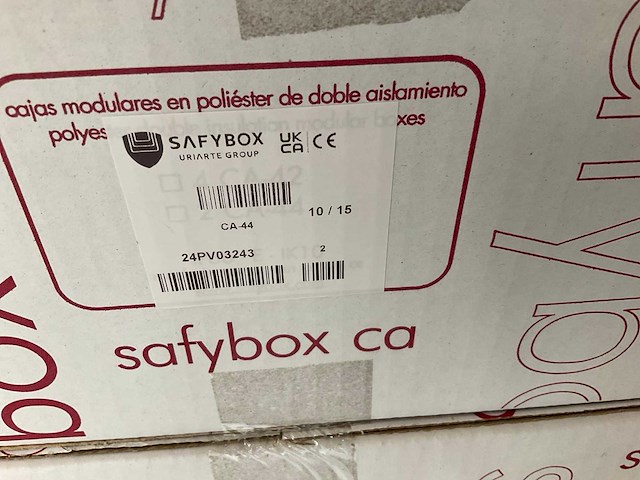 cajas modulares en poliéster de doble aislamiento
polyes
xes
SAFYBOX
URIARTE GROUP
UK
CA
CE
CA-44
10 / 15
24PV03243
2
safybox ca